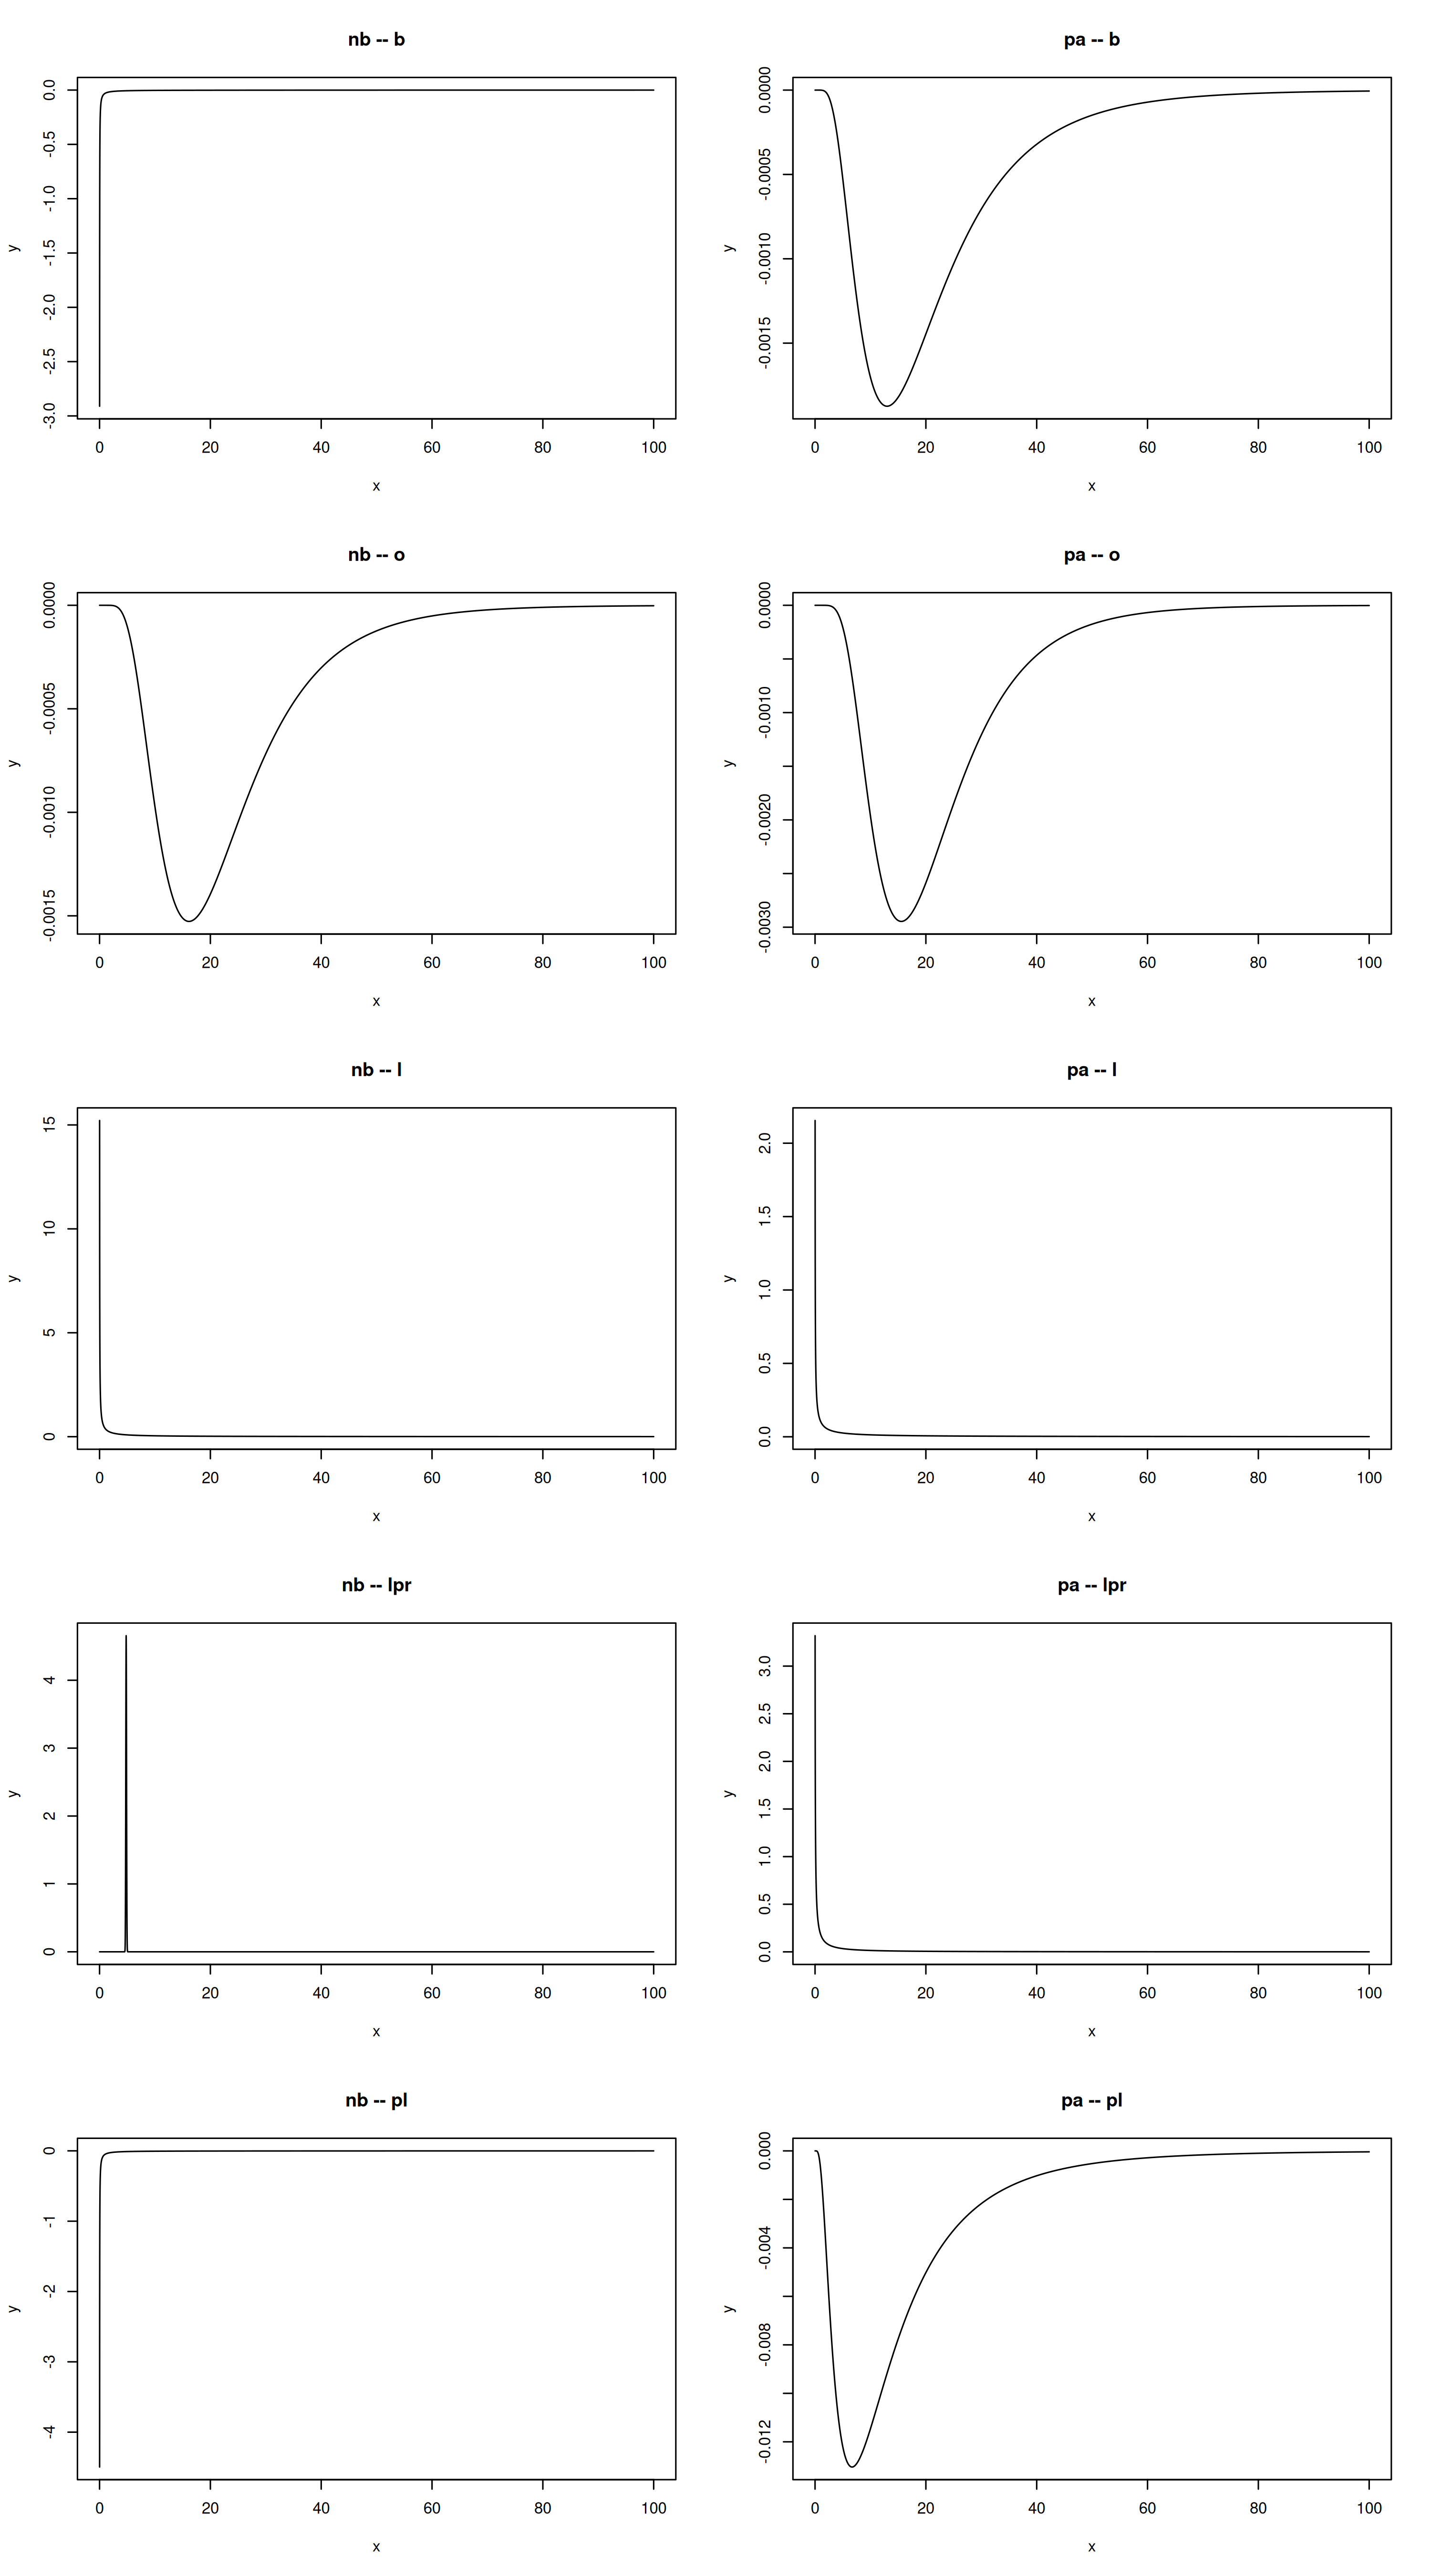 nb -- b
y
0.0
-0.5
-1.0
-1.5
-2.0
-2.5
-3.0
0 20 40 60 80 100
x
pa -- b
y
0.0000
-0.0005
-0.0010
-0.0015
0 20 40 60 80 100
x
nb -- o
y
0.0000
-0.0005
-0.0010
-0.0015
0 20 40 60 80 100
x
pa -- o
y
0.0000
-0.0010
-0.0020
-0.0030
0 20 40 60 80 100
x
nb -- l
y
15
10
5
0
0 20 40 60 80 100
x
pa -- l
y
2.0
1.5
1.0
0.5
0.0
0 20 40 60 80 100
x
nb -- lpr
y
4
3
2
1
0
0 20 40 60 80 100
x
pa -- lpr
y
3.0
2.5
2.0
1.5
1.0
0.5
0.0
0 20 40 60 80 100
x
nb -- pl
y
0
-1
-2
-3
-4
0 20 40 60 80 100
x
pa -- pl
y
0.000
-0.004
-0.008
-0.012
0 20 40 60 80 100
x